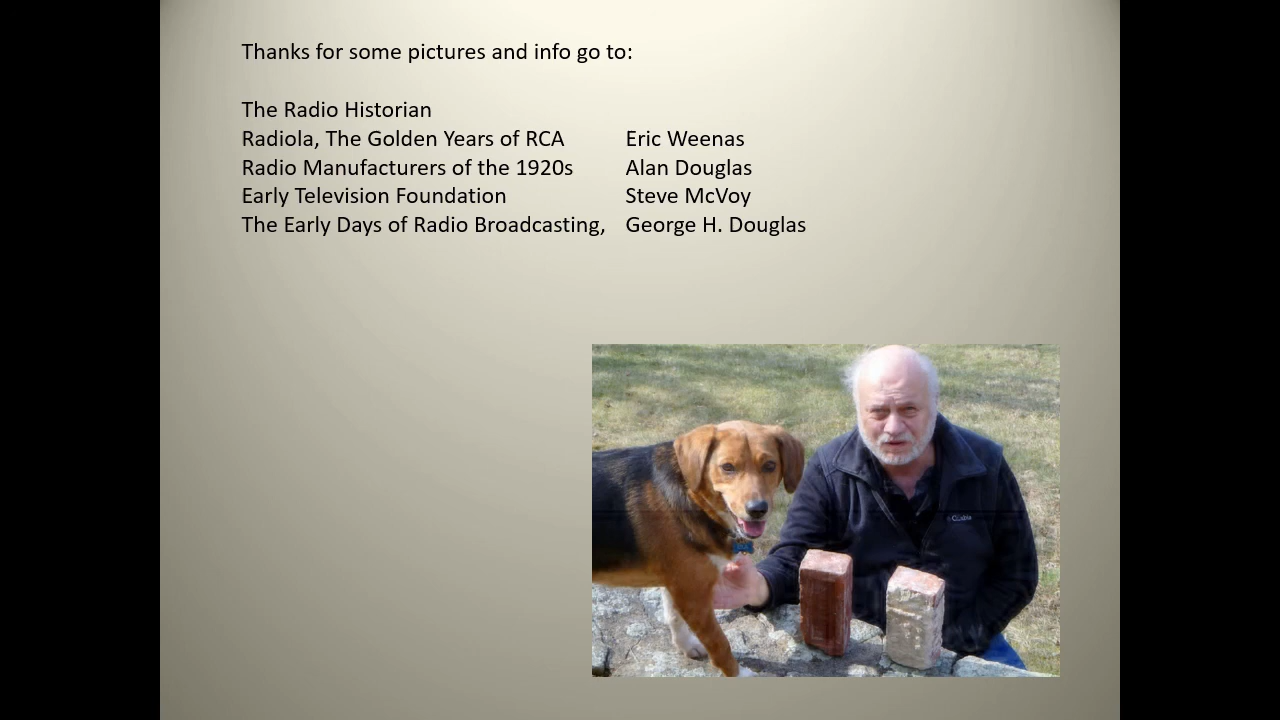 Thanks for some pictures and info go to:
The Radio Historian
Radiola, The Golden Years of RCA Eric Weenas
Radio Manufacturers of the 1920s Alan Douglas
Early Television Foundation Steve McVoy
The Early Days of Radio Broadcasting, George H. Douglas
Columbia